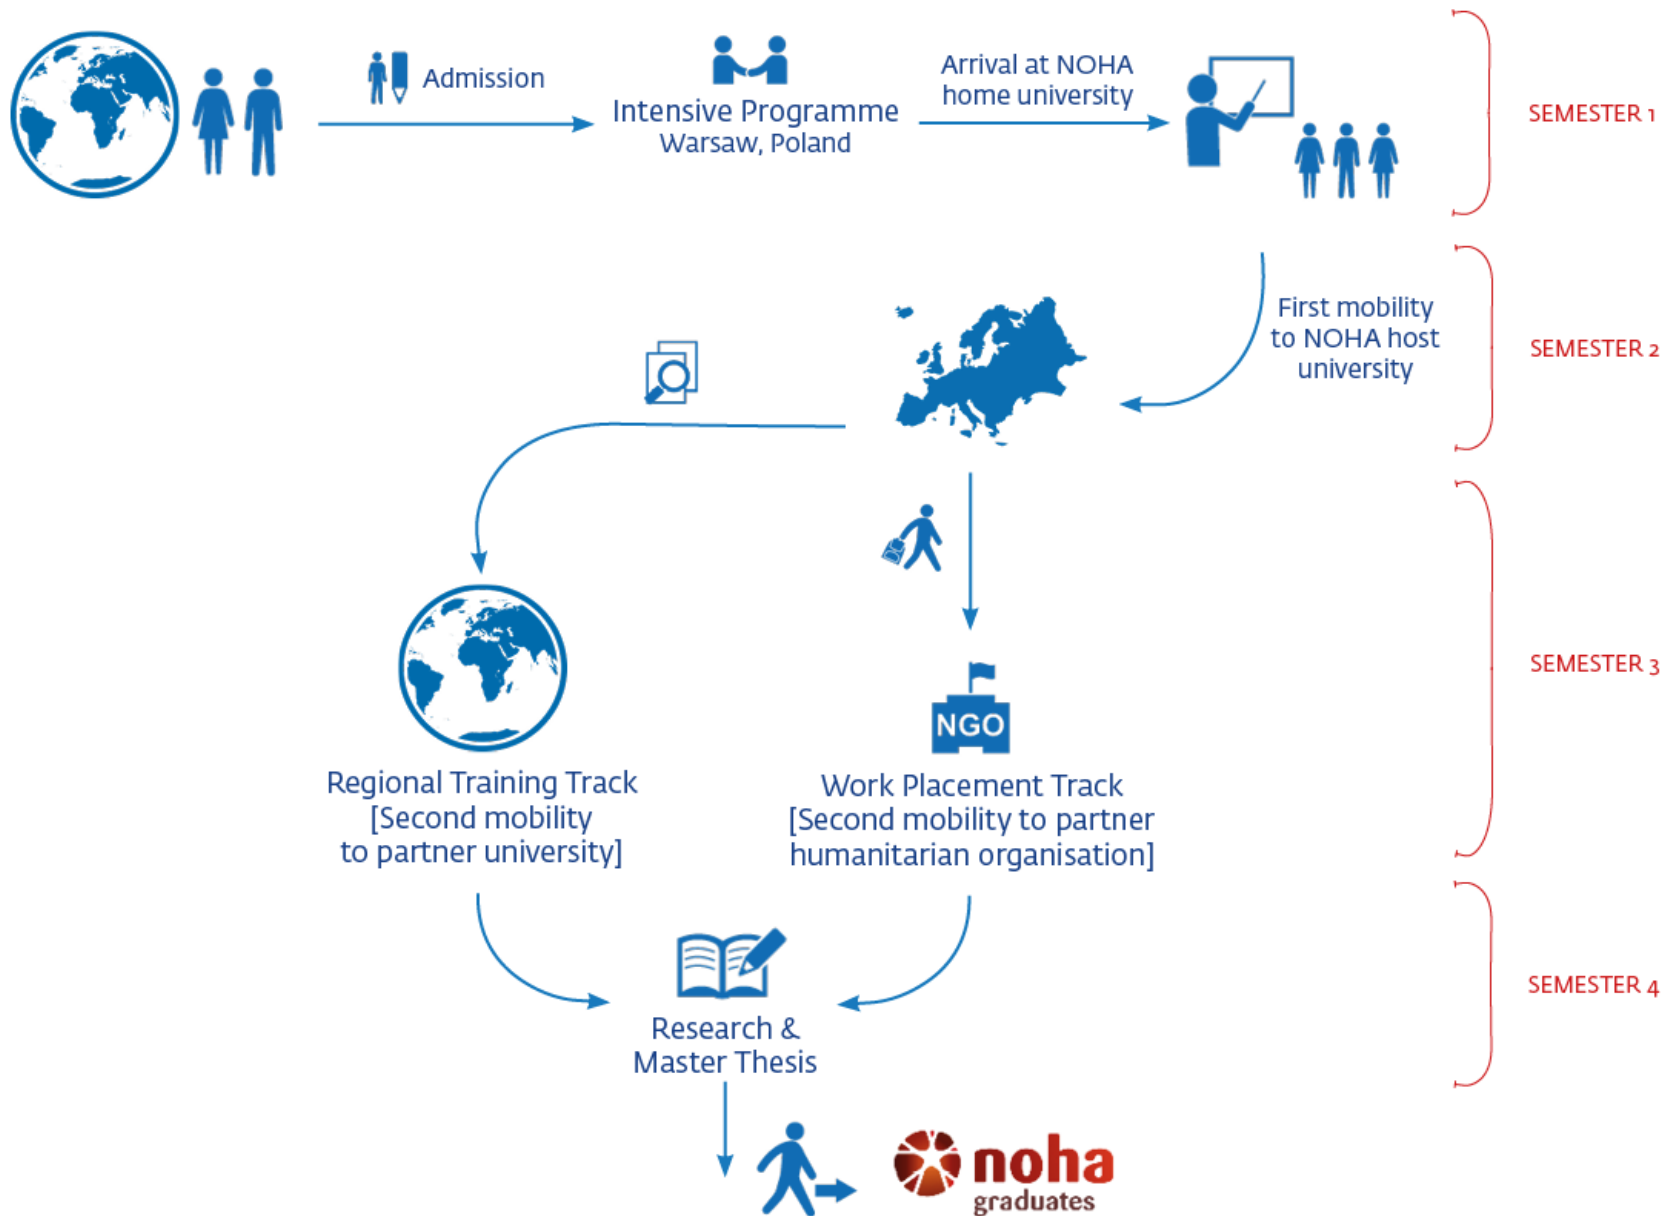 Admission
Intensive Programme
Warsaw, Poland
Arrival at NOHA
home university
SEMESTER 1
First mobility
to NOHA host
university
SEMESTER 2
NGO
Regional Training Track
[Second mobility
to partner university]
Work Placement Track
[Second mobility to partner
humanitarian organisation]
SEMESTER 3
Research &
Master Thesis
SEMESTER 4
noha
graduates